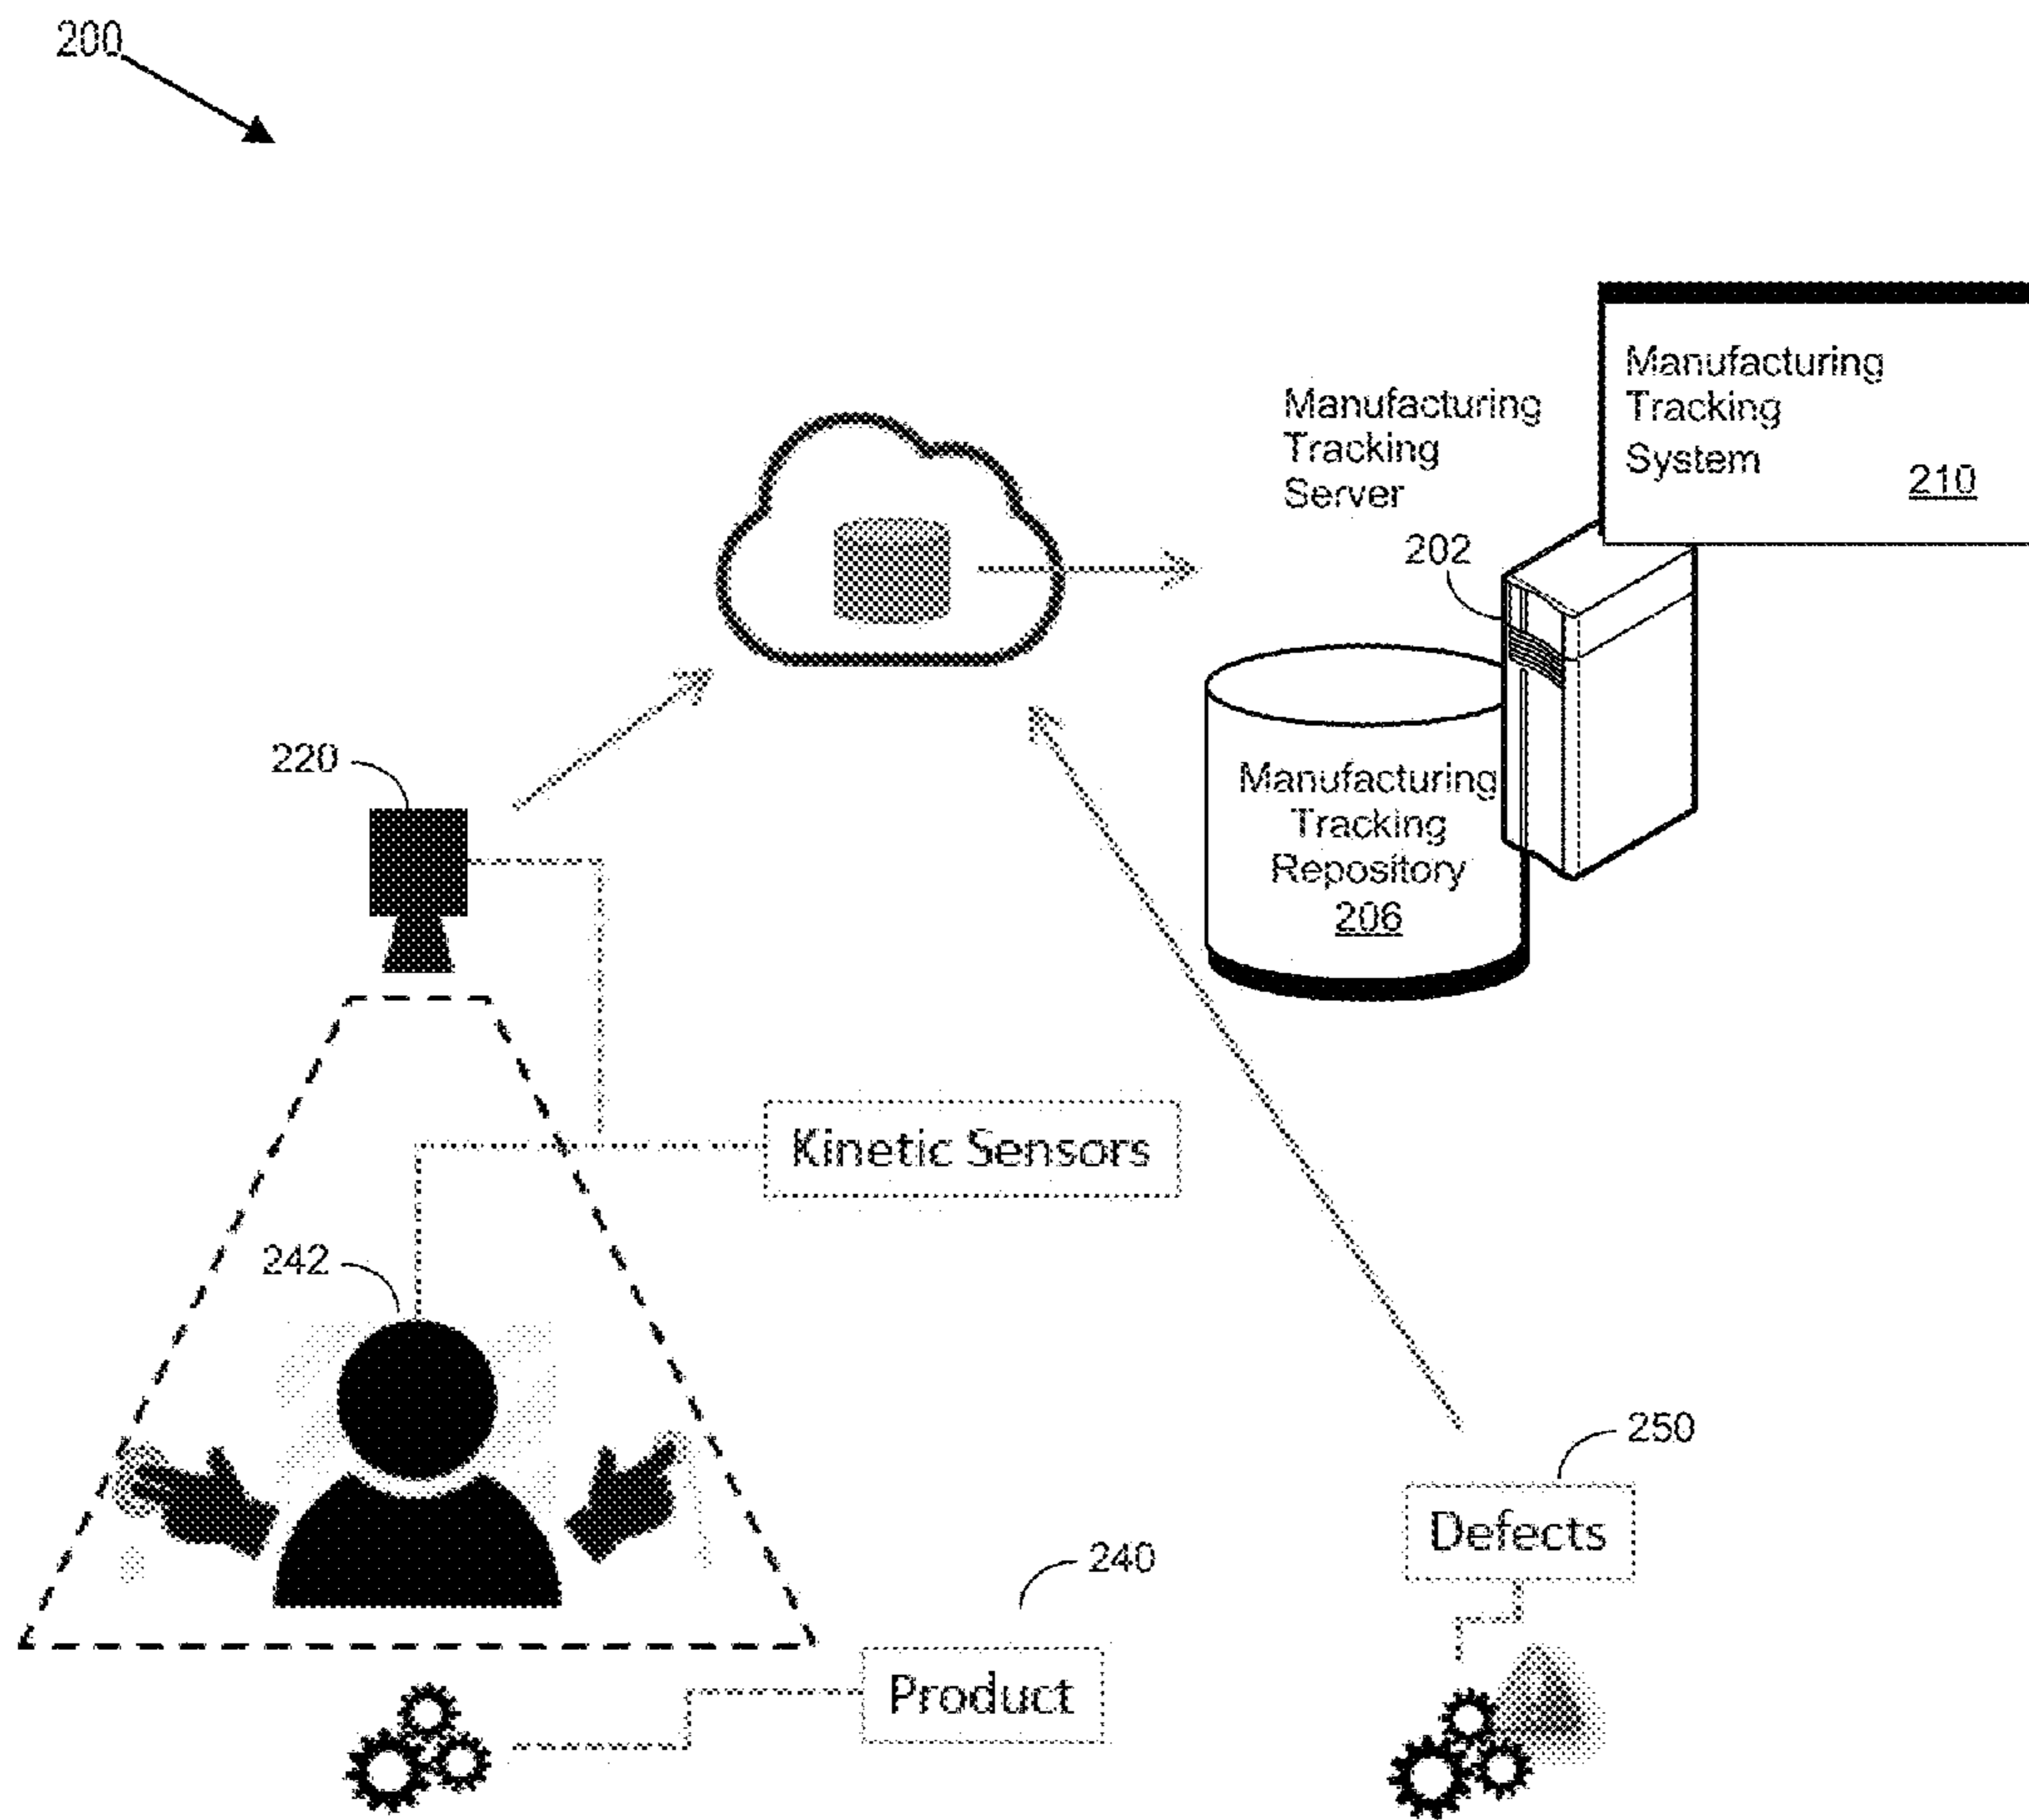 200
Manufacturing
Tracking
System
210
Manufacturing
Tracking
Server
202
Manufacturing
Tracking
Repository
206
220
Kinetic Sensors
242
250
Defects
240
Product